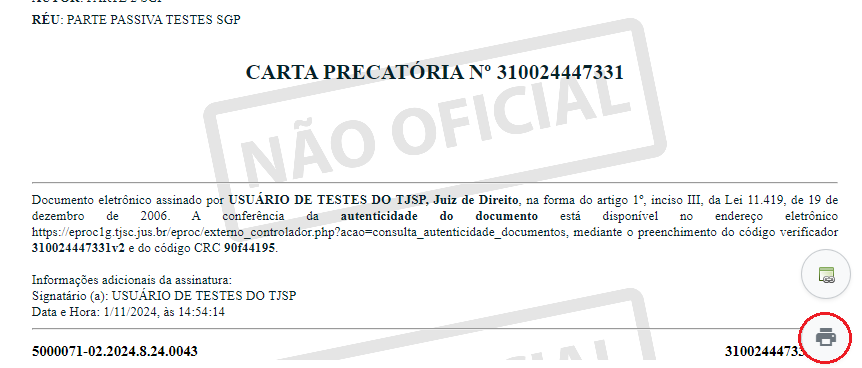 RÉU: PARTE PASSIVA TESTES SGP
CARTA PRECATÓRIA Nº 310024447331
NÃO OFICIAL
Documento eletrônico assinado por USUÁRIO DE TESTES DO TJSP, Juiz de Direito, na forma do artigo 1º, inciso III, da Lei 11.419, de 19 de
dezembro de 2006. A conferência da autenticidade do documento está disponível no endereço eletrônico
https://eproc1g.tjsc.jus.br/eproc/externo_controlador.php?acao=consulta_autenticidade_documentos, mediante o preenchimento do código verificador
310024447331v2 e do código CRC 90f44195.
Informações adicionais da assinatura:
Signatário (a): USUÁRIO DE TESTES DO TJSP
Data e Hora: 1/11/2024, às 14:54:14
5000071-02.2024.8.24.0043